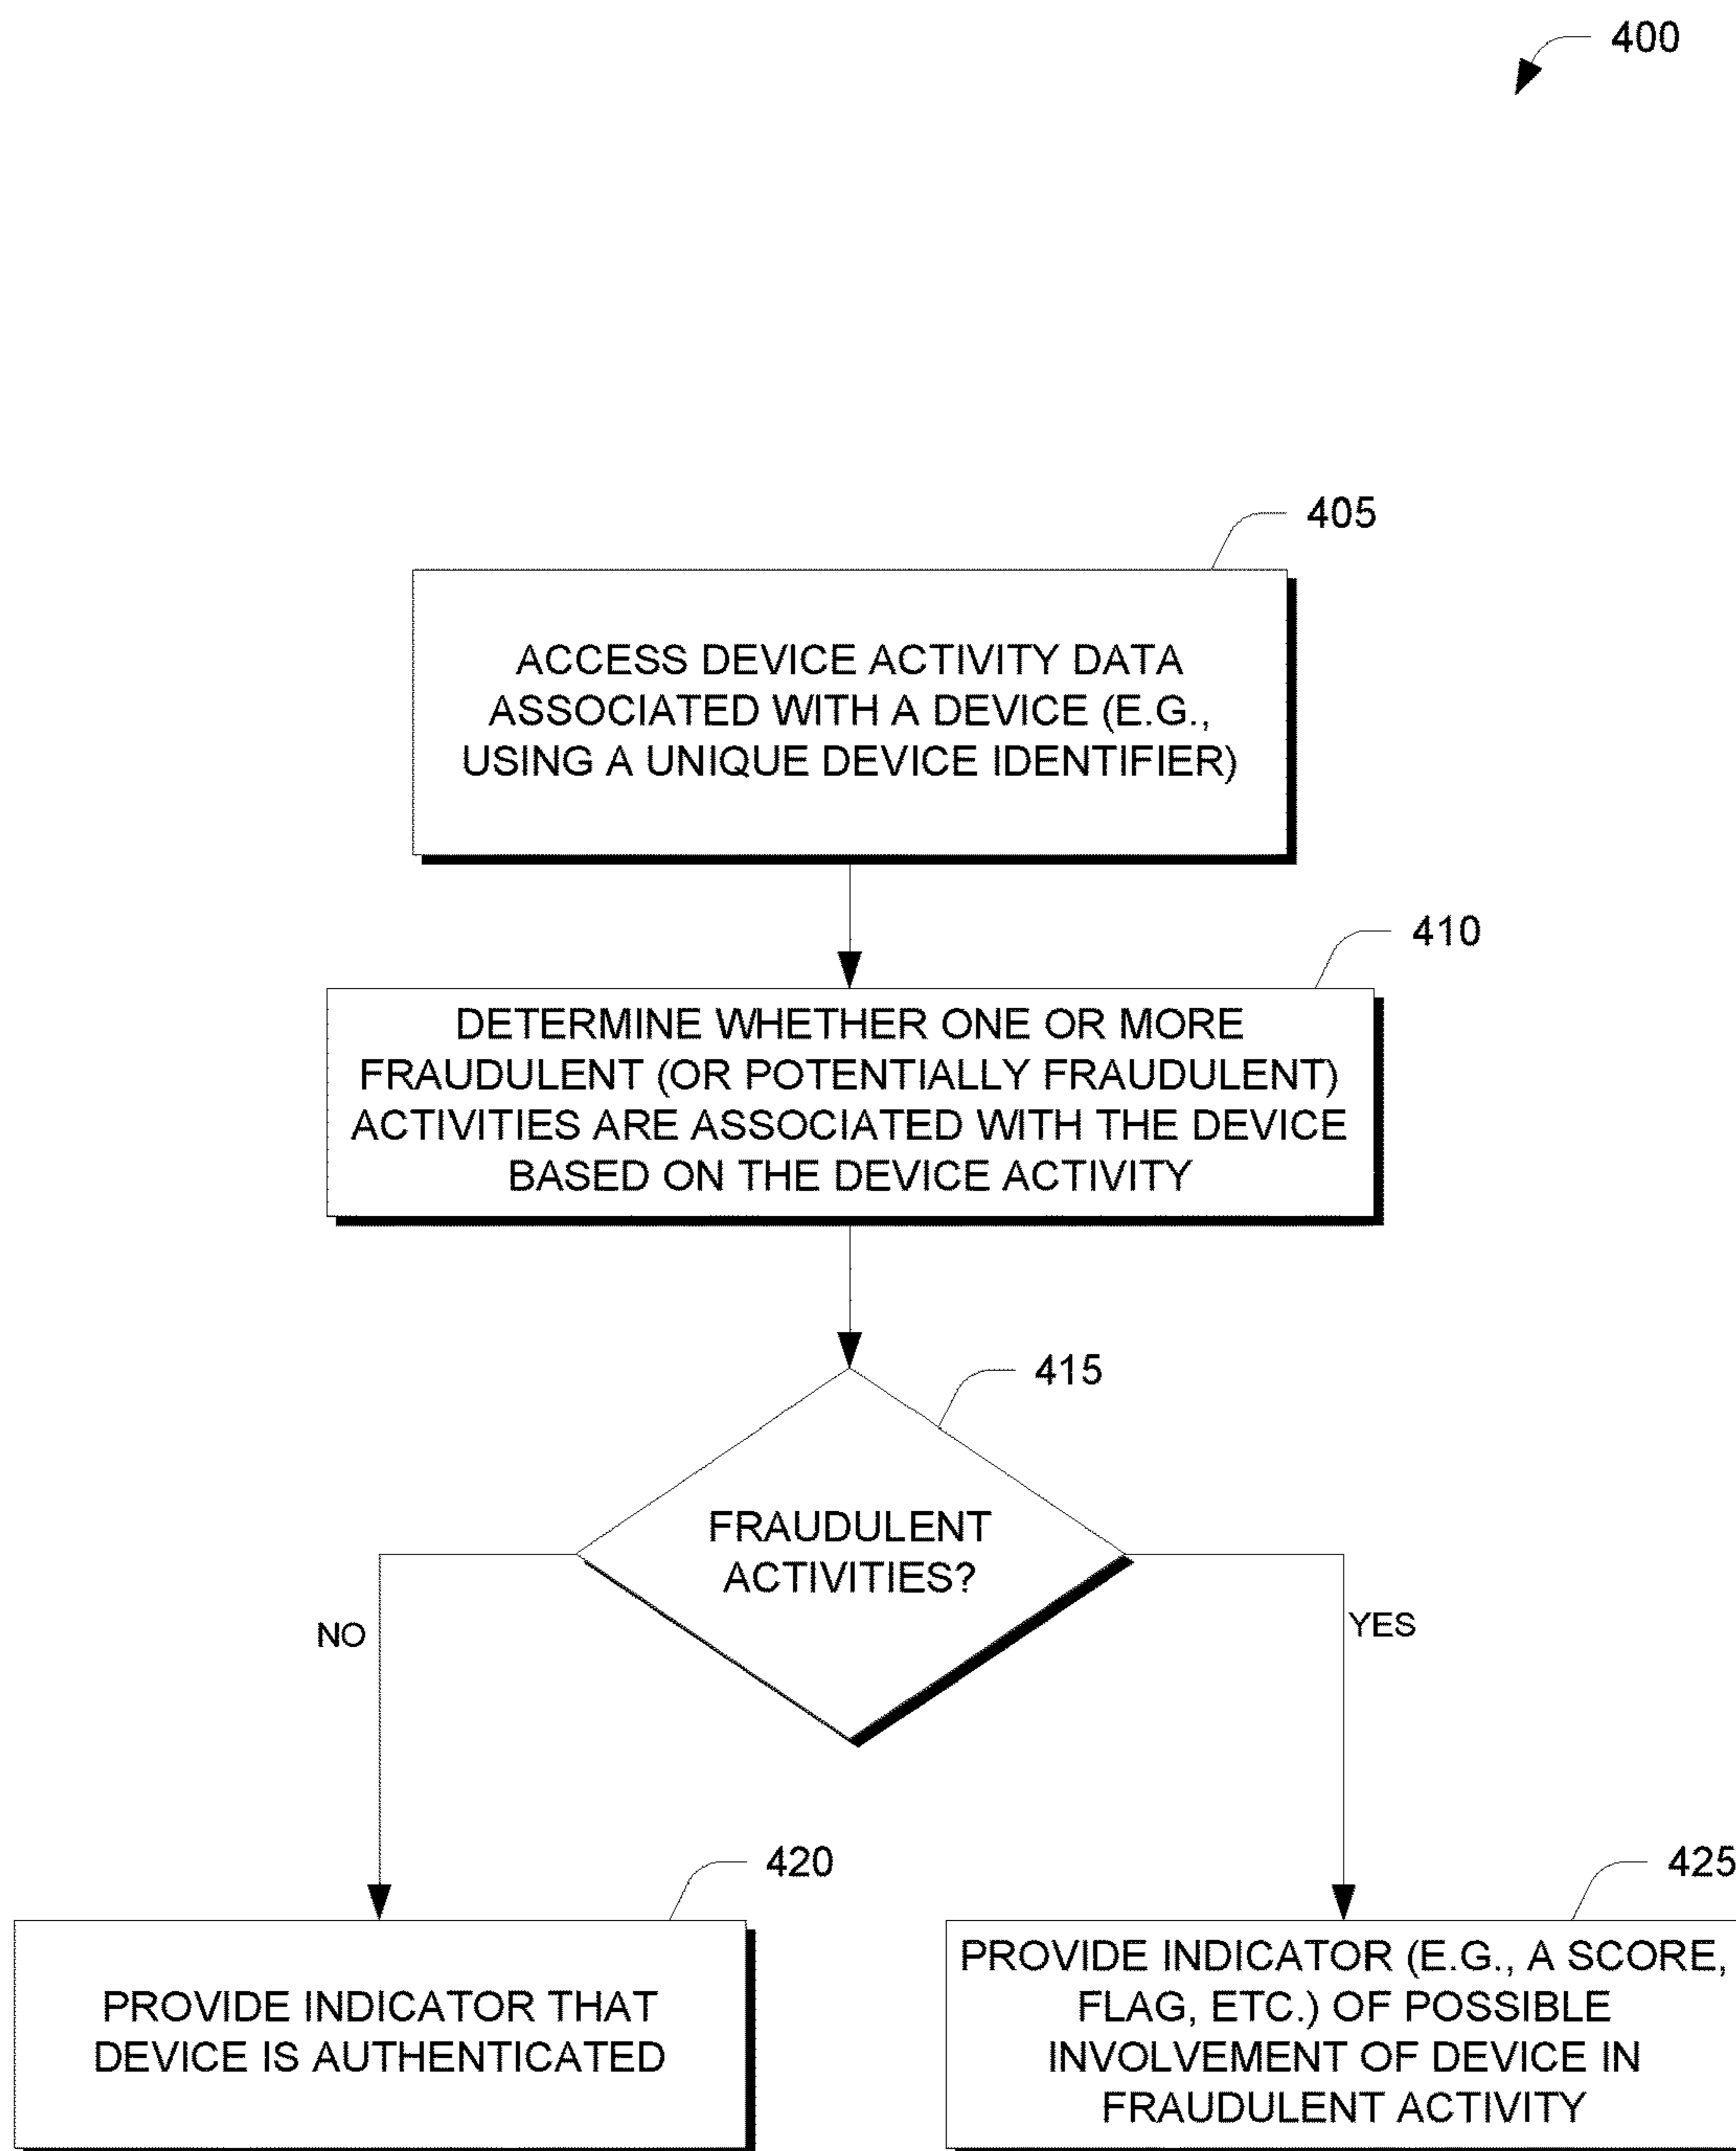 400
405
ACCESS DEVICE ACTIVITY DATA
ASSOCIATED WITH A DEVICE (E.G.,
USING A UNIQUE DEVICE IDENTIFIER)
410
DETERMINE WHETHER ONE OR MORE
FRAUDULENT (OR POTENTIALLY FRAUDULENT)
ACTIVITIES ARE ASSOCIATED WITH THE DEVICE
BASED ON THE DEVICE ACTIVITY
415
FRAUDULENT
ACTIVITIES?
NO
YES
420
PROVIDE INDICATOR THAT
DEVICE IS AUTHENTICATED
425
PROVIDE INDICATOR (E.G., A SCORE,
FLAG, ETC.) OF POSSIBLE
INVOLVEMENT OF DEVICE IN
FRAUDULENT ACTIVITY